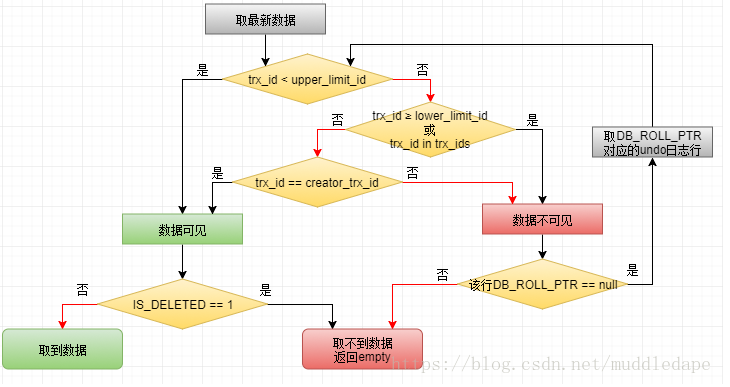 取最新数据
是
trx_id < upper_limit_id
否
trx_id ≥ lower_limit_id
或
trx_id in trx_ids
否
是
取DB_ROLL_PTR
对应的undo日志行
是
trx_id == creator_trx_id
否
数据可见
数据不可见
否
IS_DELETED == 1
是
否
该行DB_ROLL_PTR == null
是
取到数据
取不到数据
返回empty
https://blog.csdn.net/muddledape